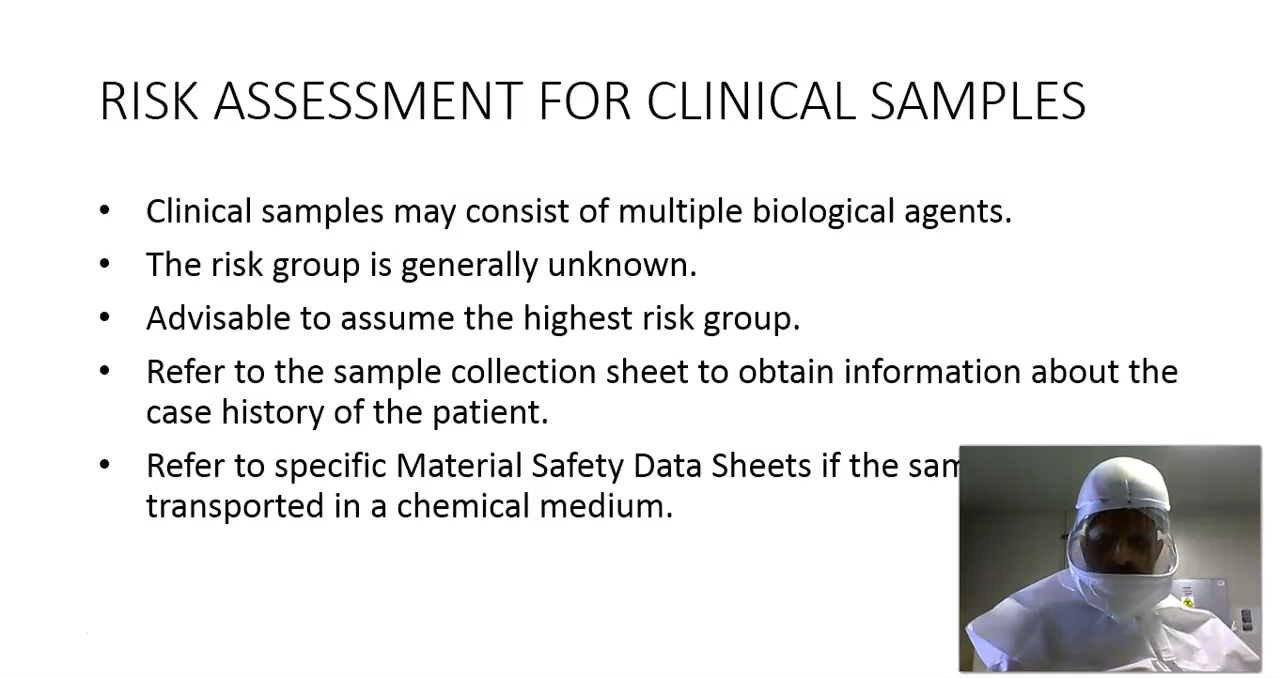 RISK ASSESSMENT FOR CLINICAL SAMPLES
• Clinical samples may consist of multiple biological agents.
• The risk group is generally unknown.
• Advisable to assume the highest risk group.
• Refer to the sample collection sheet to obtain information about the
case history of the patient.
• Refer to specific Material Safety Data Sheets if the
transported in a chemical medium.